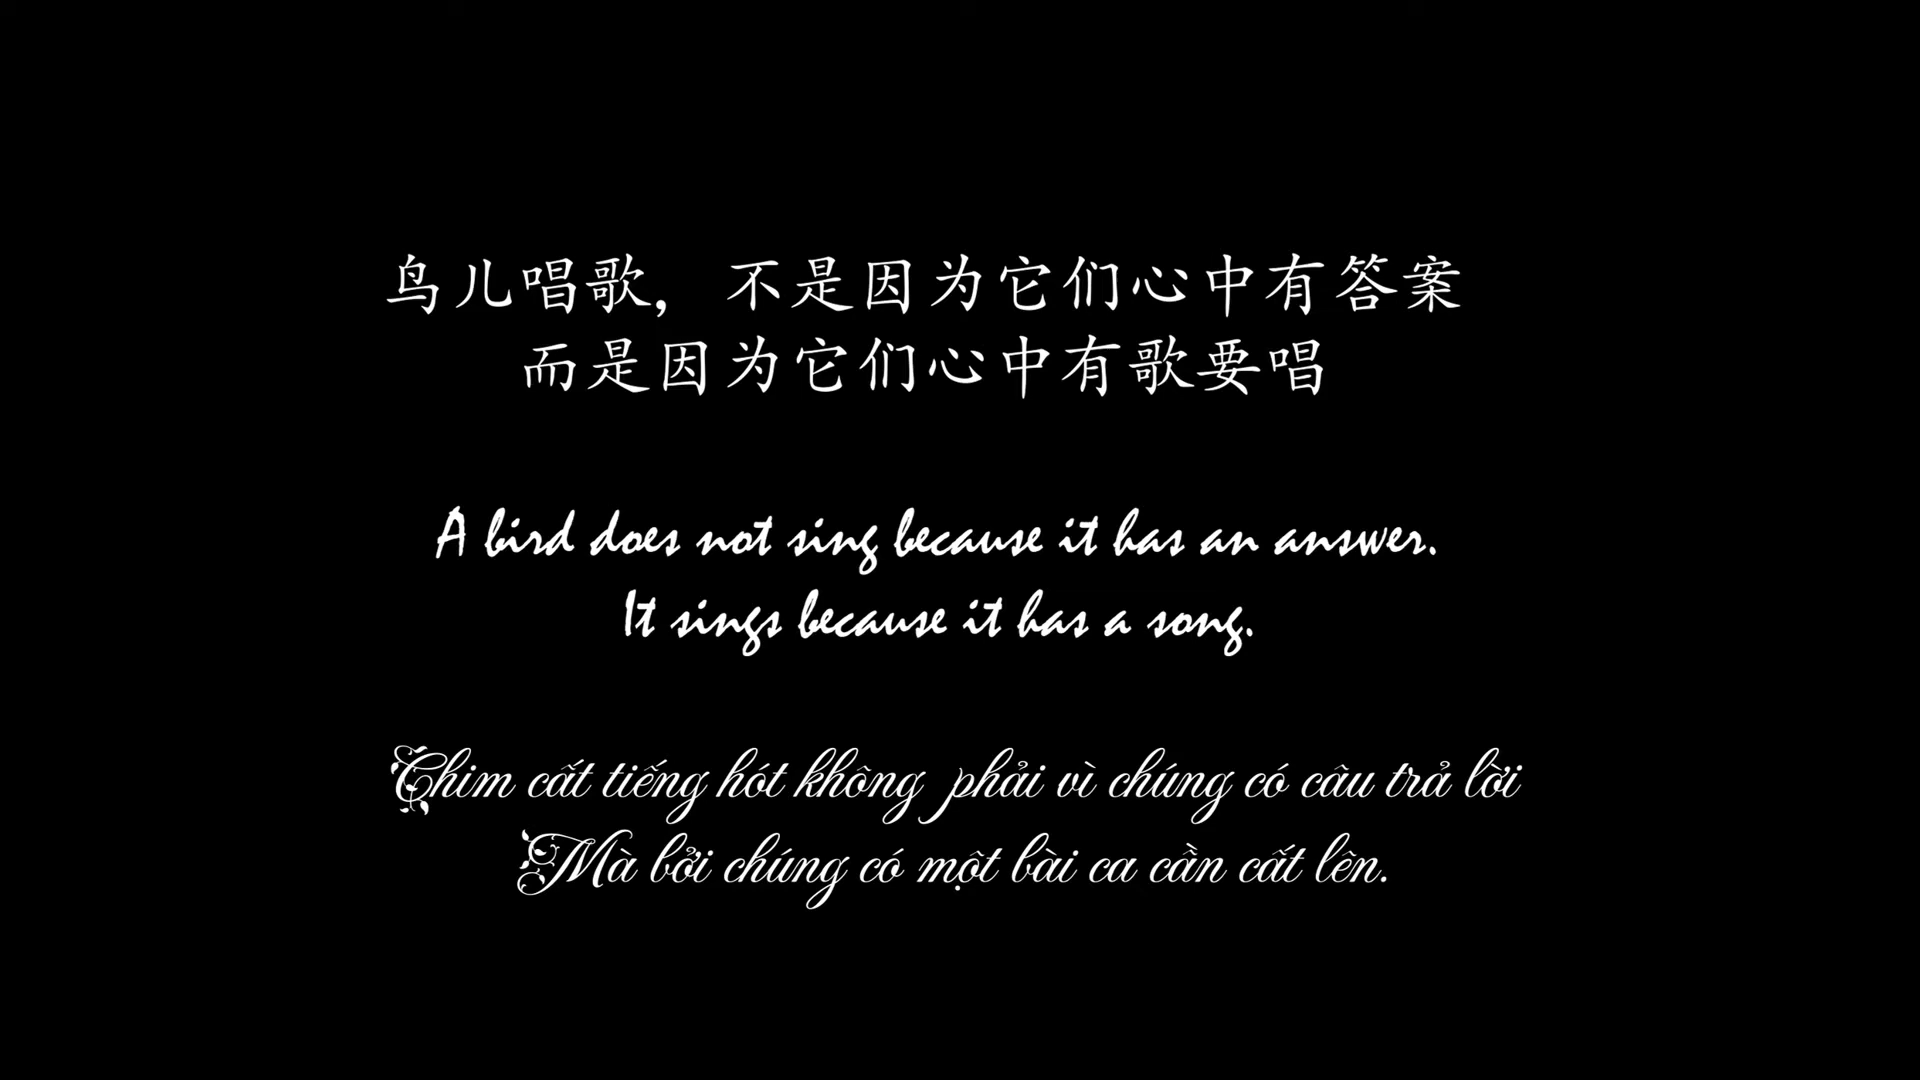 鸟儿唱歌，不是因为它们心中有答案
而是因为它们心中有歌要唱
A bird does not sing because it has an answer.
It sings because it has a song.
Chim cất tiếng hót không phải vì chúng có câu trả lời
Mà bởi chúng có một bài ca cần cất lên.